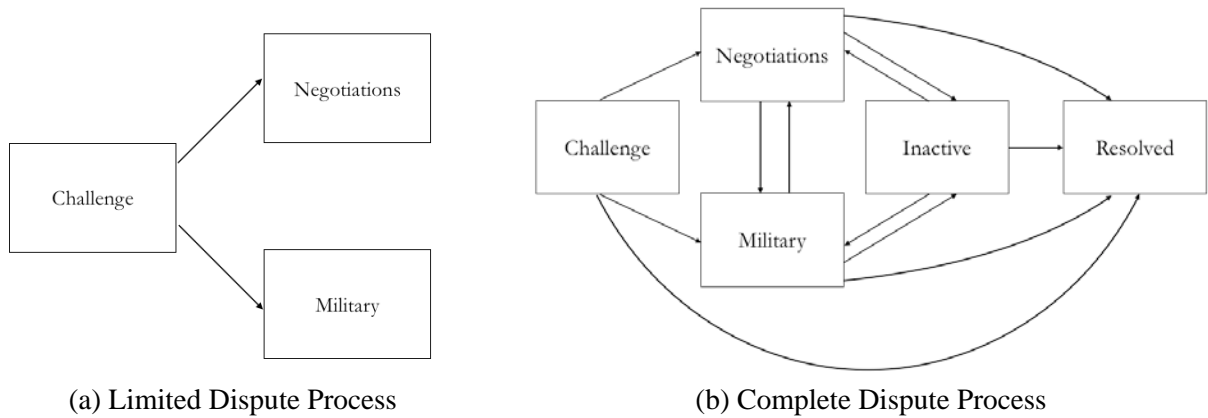 Challenge
Negotiations
Military
(a) Limited Dispute Process
Negotiations
Challenge
Inactive
Resolved
Military
(b) Complete Dispute Process